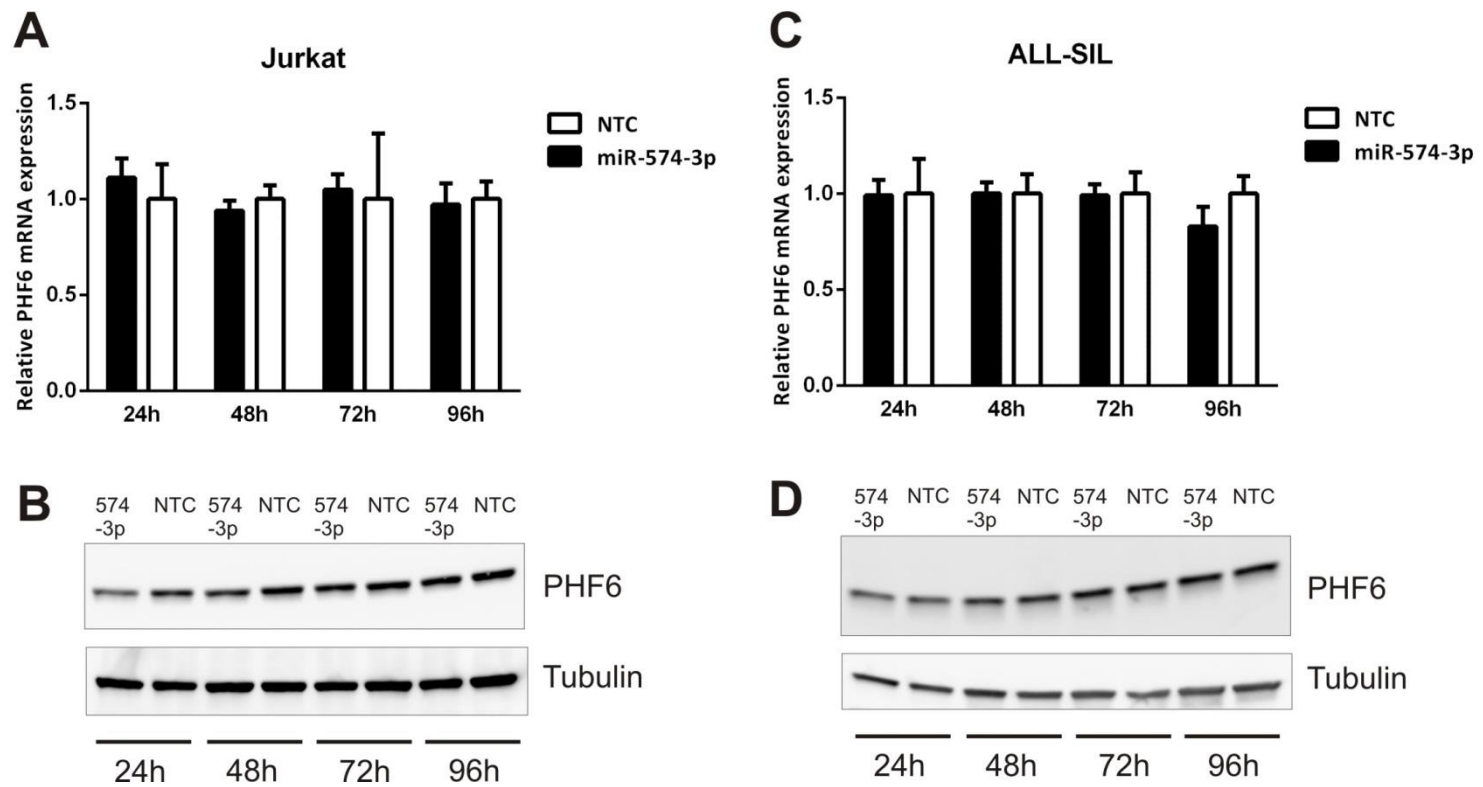 A
Jurkat
Relative PHF6 mRNA expression
1.5
1.0
0.5
0.0
24h 48h 72h 96h
NTC
miR-574-3p
C
ALL-SIL
Relative PHF6 mRNA expression
1.5
1.0
0.5
0.0
24h 48h 72h 96h
NTC
miR-574-3p
B
574 NTC 574 NTC 574 NTC 574 NTC
-3p -3p -3p -3p
PHF6
Tubulin
24h 48h 72h 96h
D
574 NTC 574 NTC 574 NTC 574 NTC
-3p -3p -3p -3p
PHF6
Tubulin
24h 48h 72h 96h